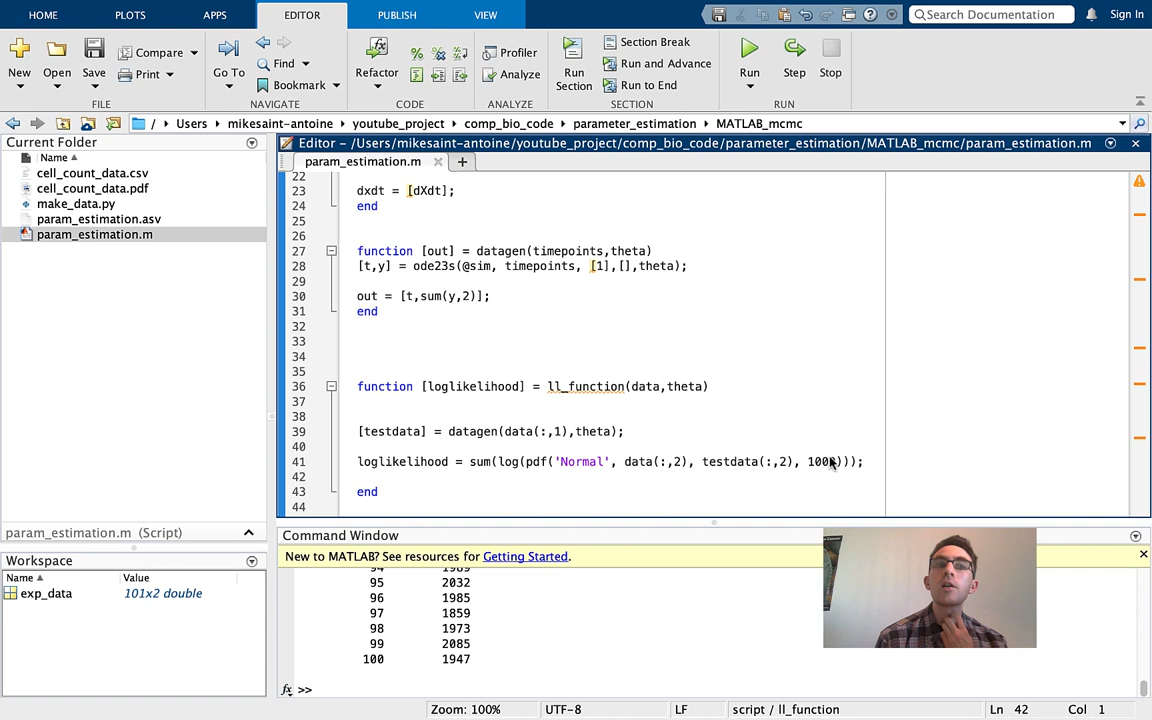 HOME PLOTS APPS EDITOR PUBLISH VIEW Search Documentation Sign In
New Open Save Compare Print Go To Find Bookmark Refactor Profiler Analyze Run Section Section Break Run and Advance Run to End Run Step Stop
FILE NAVIGATE CODE ANALYZE SECTION RUN
/ Users mikesaint-antoine youtube_project comp_bio_code parameter_estimation MATLAB_mcmc
Current Folder
Name
cell_count_data.csv
cell_count_data.pdf
make_data.py
param_estimation.asv
param_estimation.m
param_estimation.m (Script)
Workspace
Name Value
exp_data 101x2 double
Editor - /Users/mikesaint-antoine/youtube_project/comp_bio_code/parameter_estimation/MATLAB_mcmc/param_estimation.m
param_estimation.m
22
23 dxdt = [dXdt];
24 end
25
26
27 function [out] = datagen(timepoints,theta)
28 [t,y] = ode23s(@sim, timepoints, [1],[],theta);
29
30 out = [t,sum(y,2)];
31 end
32
33
34
35
36 function [loglikelihood] = ll_function(data,theta)
37
38
39 [testdata] = datagen(data(:,1),theta);
40
41 loglikelihood = sum(log(pdf('Normal', data(:,2), testdata(:,2),
42
43 end
44
Command Window
New to MATLAB? See resources for Getting Started.
95 2032
96 1985
97 1859
98 1973
99 2085
100 1947
fx >>
Zoom: 100% UTF-8 LF script / ll_function Ln 42 Col 1